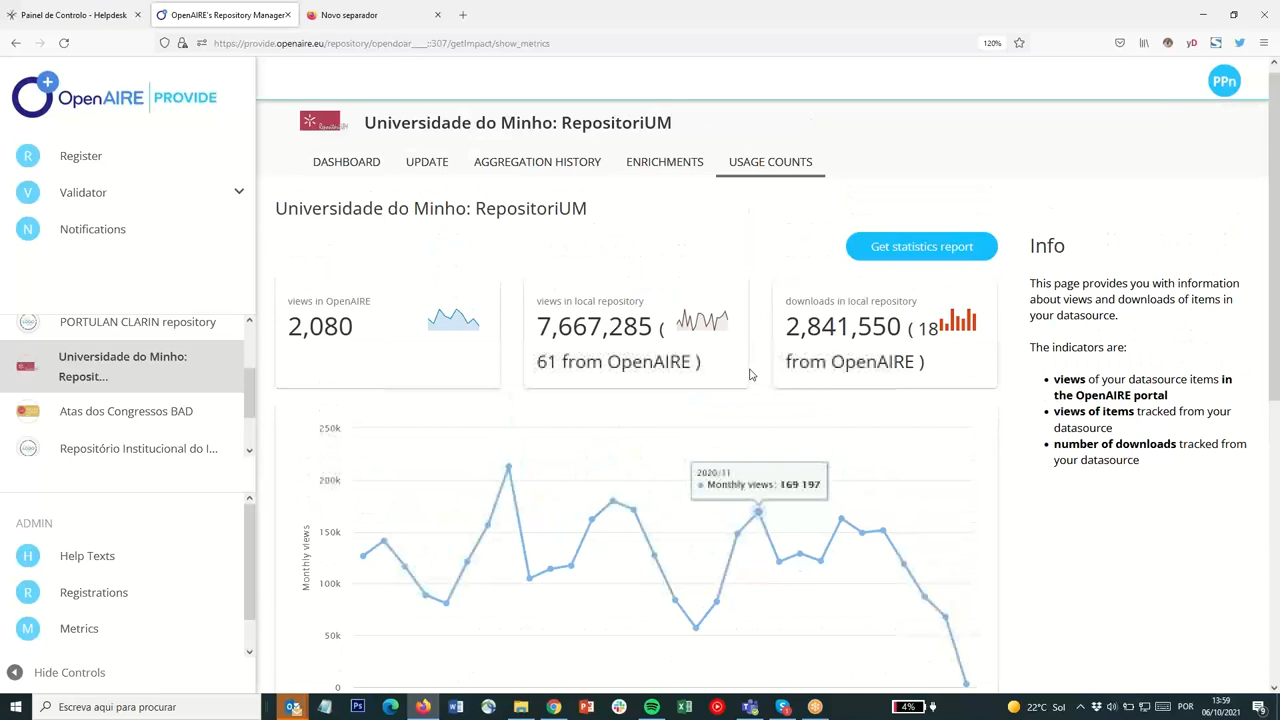 Painel de Controlo - Helpdesk
OpenAIRE's Repository Manager
Novo separador
https://provide.openaire.eu/repository/opendoar____::307/getImpact/show_metrics
120%
yD
OpenAIRE PROVIDE
PPn
Universidade do Minho: RepositoriUM
DASHBOARD
UPDATE
AGGREGATION HISTORY
ENRICHMENTS
USAGE COUNTS
R Register
V Validator
N Notifications
PORTULAN CLARIN repository
Universidade do Minho:
Reposit...
Atas dos Congressos BAD
Repositório Institucional do I...
ADMIN
H Help Texts
R Registrations
M Metrics
Hide Controls
Universidade do Minho: RepositoriUM
Get statistics report
views in OpenAIRE
2,080
views in local repository
7,667,285 (
61 from OpenAIRE )
downloads in local repository
2,841,550 ( 18
from OpenAIRE )
250k
200k
150k
100k
50k
0
Monthly views
2020/11
Monthly views: 169 197
Info
This page provides you with information
about views and downloads of items in
your datasource.
The indicators are:
views of your datasource items in
the OpenAIRE portal
views of items tracked from your
datasource
number of downloads tracked from
your datasource
Escreva aqui para procurar
4%
22°C Sol
POR
13:59
06/10/2021